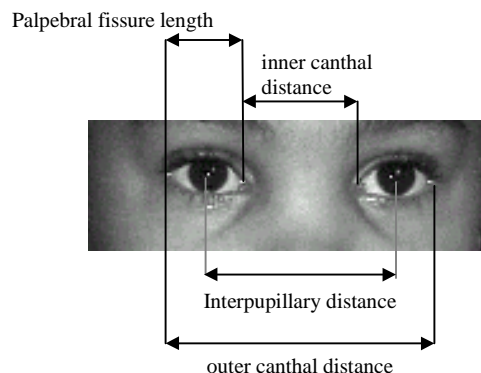 Palpebral fissure length
inner canthal
distance
Interpupillary distance
outer canthal distance